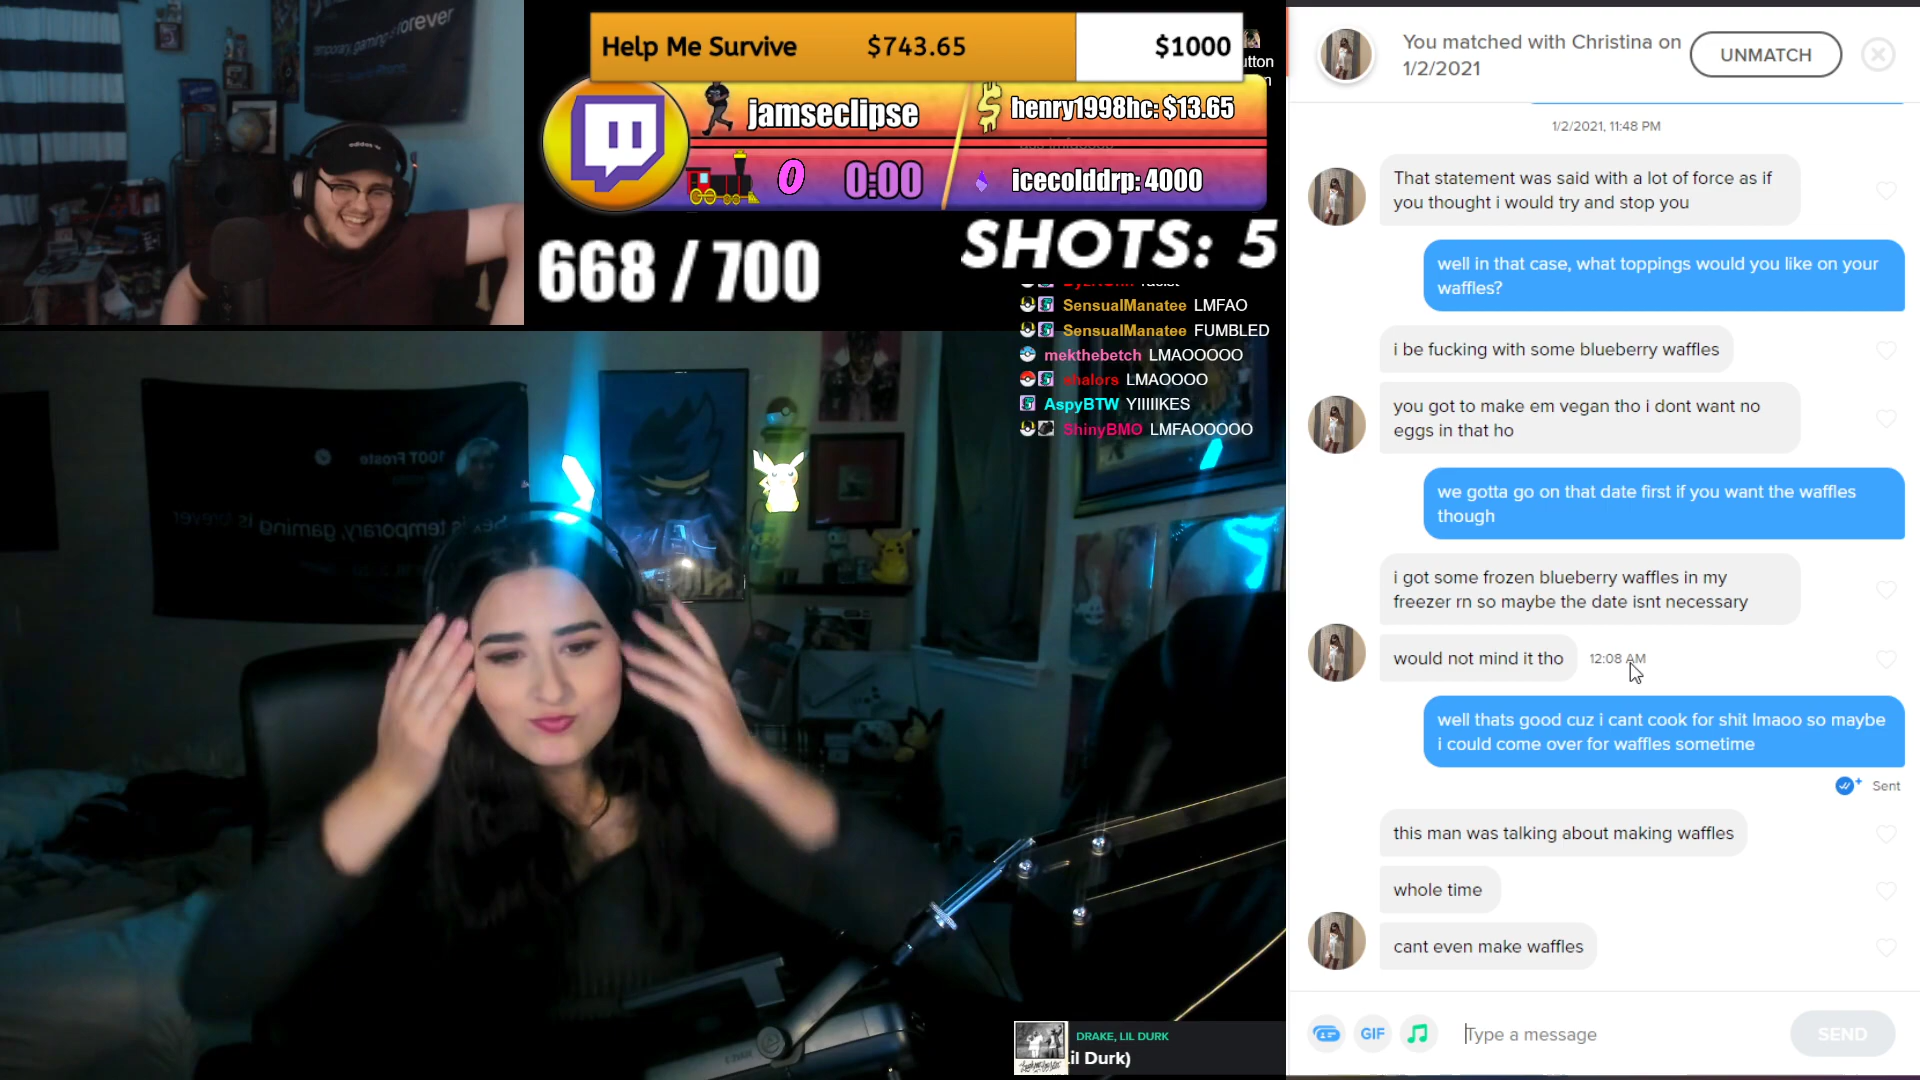 Help Me Survive $743.65 $1000
jamseclipse
henry1998hc: $13.65
0 0:00
icecolddrp: 4000
668 / 700
SHOTS: 5
SensualManatee LMFAO
SensualManatee FUMBLED
mekthebetch LMAOOOOO
ehalors LMAOOOO
AspyBTW YIIIIIKES
ShinyBMO LMFAOOOOO
DRAKE, LIL DURK
il Durk)
You matched with Christina on
1/2/2021
UNMATCH
1/2/2021, 11:48 PM
That statement was said with a lot of force as if
you thought i would try and stop you
well in that case, what toppings would you like on your
waffles?
i be fucking with some blueberry waffles
you got to make em vegan tho i dont want no
eggs in that ho
we gotta go on that date first if you want the waffles
though
i got some frozen blueberry waffles in my
freezer rn so maybe the date isnt necessary
would not mind it tho 12:08 AM
well thats good cuz i cant cook for shit lmaoo so maybe
i could come over for waffles sometime
Sent
this man was talking about making waffles
whole time
cant even make waffles
GIF
Type a message
SEND